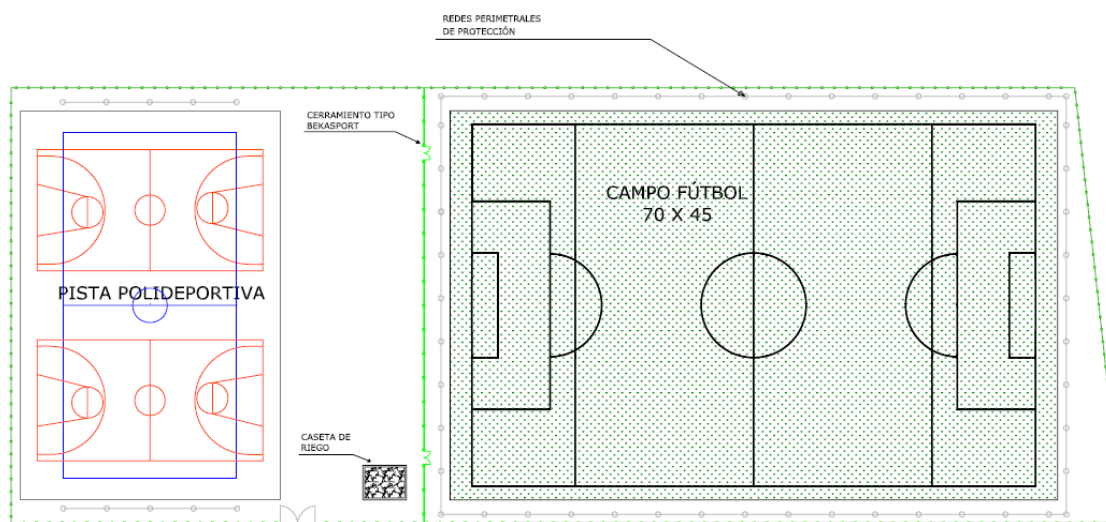 REDES PERIMETRALES
DE PROTECCIÓN
CERRAMIENTO TIPO
BEKASPORT
CAMPO FÚTBOL
70 X 45
PISTA POLIDEPORTIVA
CASETA DE
RIEGO